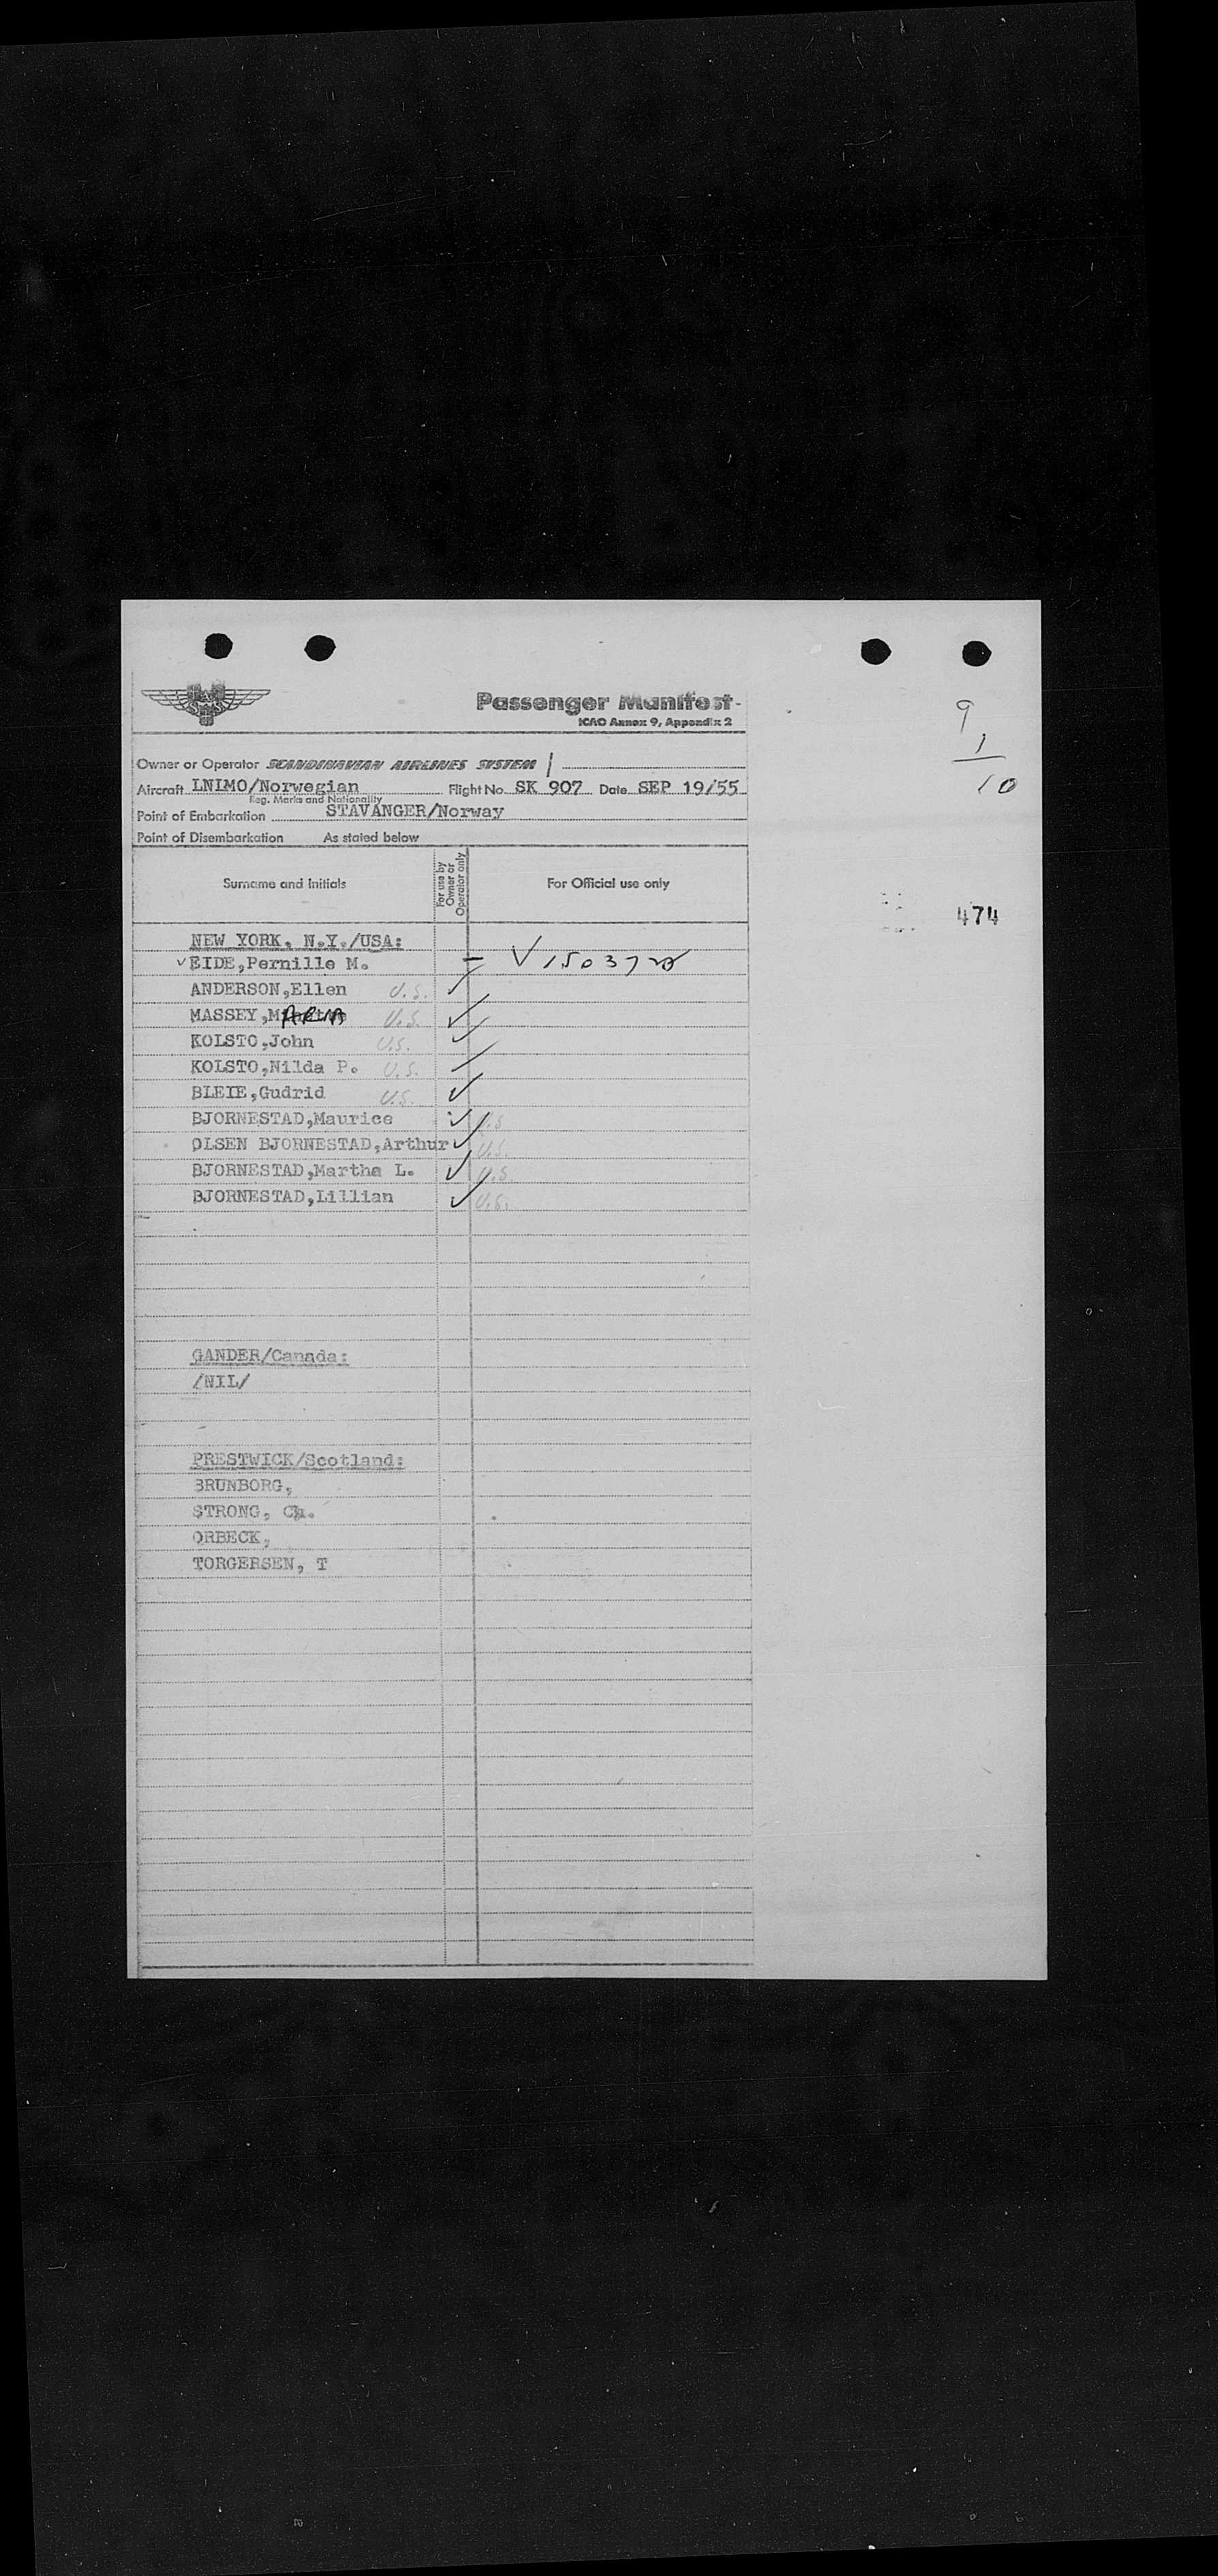 SAS
Passenger Manifest
ICAO Annex 9, Appendix 2
9
1
10
Owner or Operator SCANDINAVIAN AIRLINES SYSTEM
Aircraft LNIMO/Norwegian Flight No. SK 907 Date SEP 19/55
Reg. Marks and Nationality
Point of Embarkation STAVANGER/Norway
Point of Disembarkation As stated below
Surname and Initials
For use by Owner or Operator only
For Official use only
474
NEW YORK, N.Y./USA:
✓ EIDE,Pernille M. – ✓
ANDERSON,Ellen U.S. ✓
MASSEY,MARIA U.S. ✓
KOLSTO,John U.S. ✓
KOLSTO,Nilda P. U.S. ✓
BLEIE,Gudrid U.S. ✓
BJORNESTAD,Maurice ✓ U.S.
OLSEN BJORNESTAD,Arthur ✓ U.S.
BJORNESTAD,Martha L. ✓ U.S.
BJORNESTAD,Lillian ✓ U.S.
GANDER/Canada:
/NIL/
PRESTWICK/Scotland:
BRUNBORG,
STRONG,
ORBECK,
TORGERSEN, T